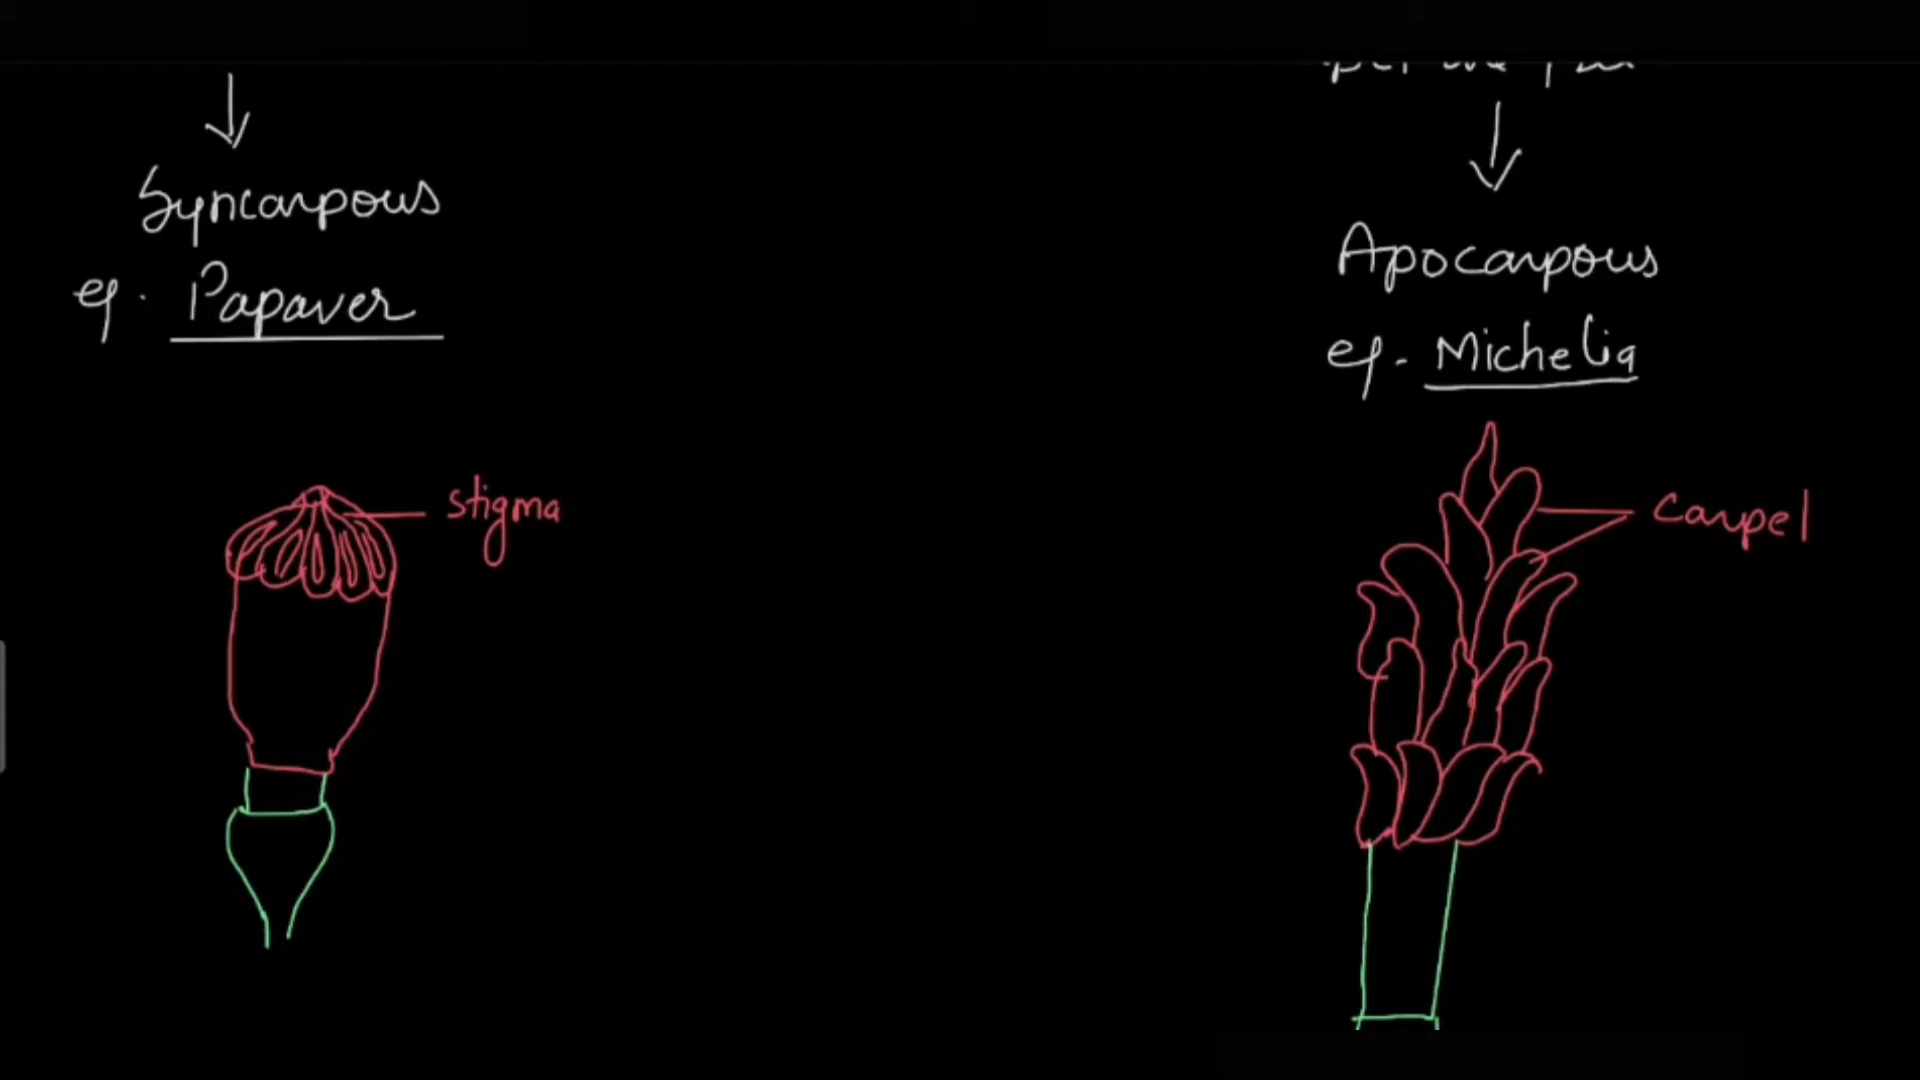 Syncarpous
eg. Papaver
stigma
Apocarpous
eg. Michelia
Carpel